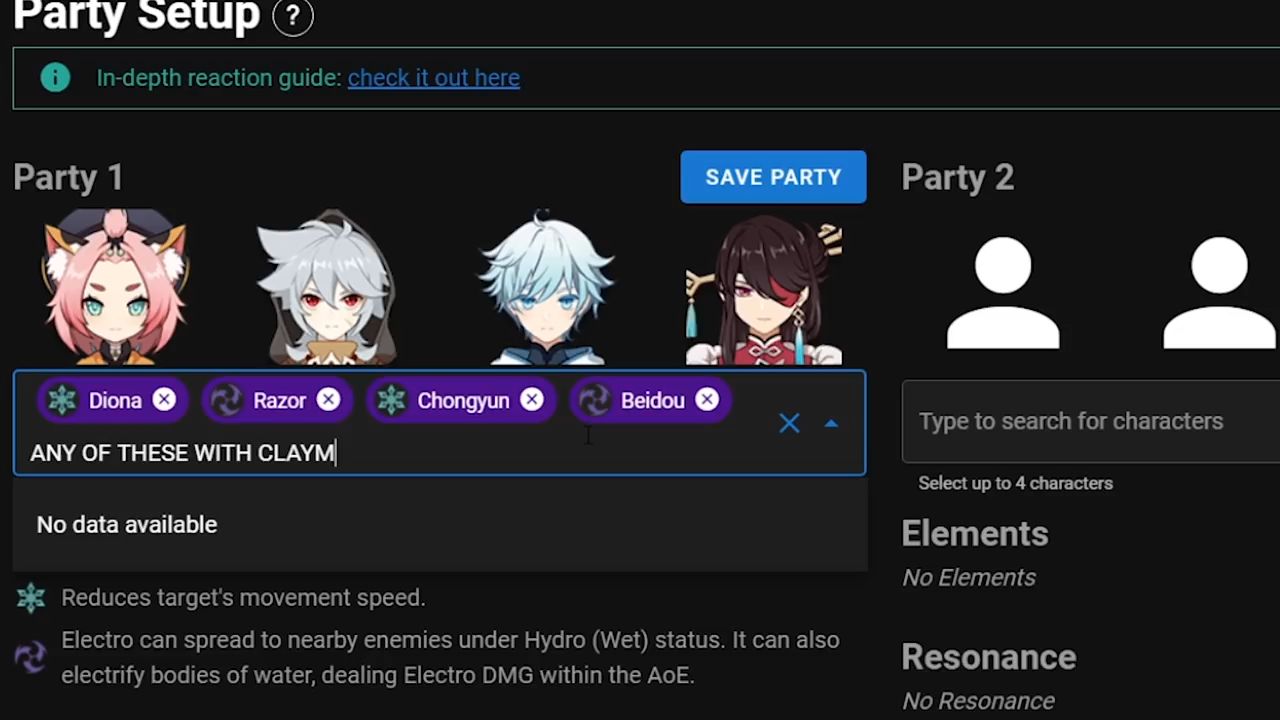 Party Setup ?
In-depth reaction guide: check it out here
Party 1
SAVE PARTY
Diona
Razor
Chongyun
Beidou
ANY OF THESE WITH CLAYM
No data available
Reduces target's movement speed.
Electro can spread to nearby enemies under Hydro (Wet) status. It can also
electrify bodies of water, dealing Electro DMG within the AoE.
Party 2
Type to search for characters
Select up to 4 characters
Elements
No Elements
Resonance
No Resonance